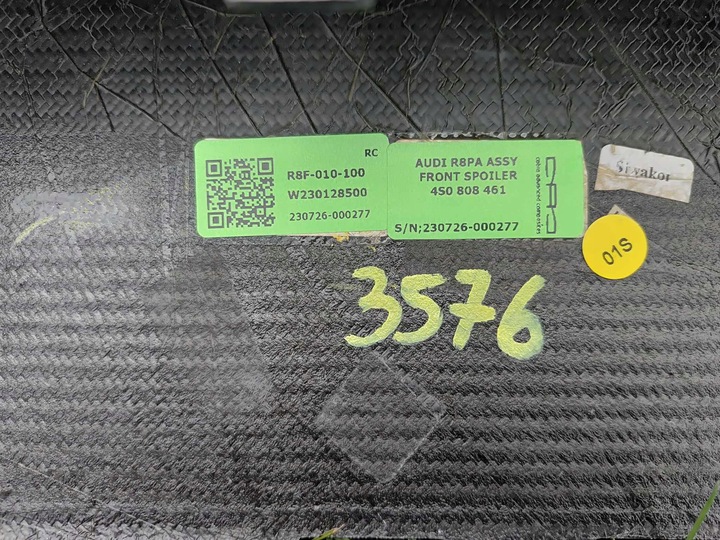 RC
R8F-010-100
W230128500
230726-000277
AUDI R8PA ASSY
FRONT SPOILER
4S0 808 461
S/N;230726-000277
01S
3576